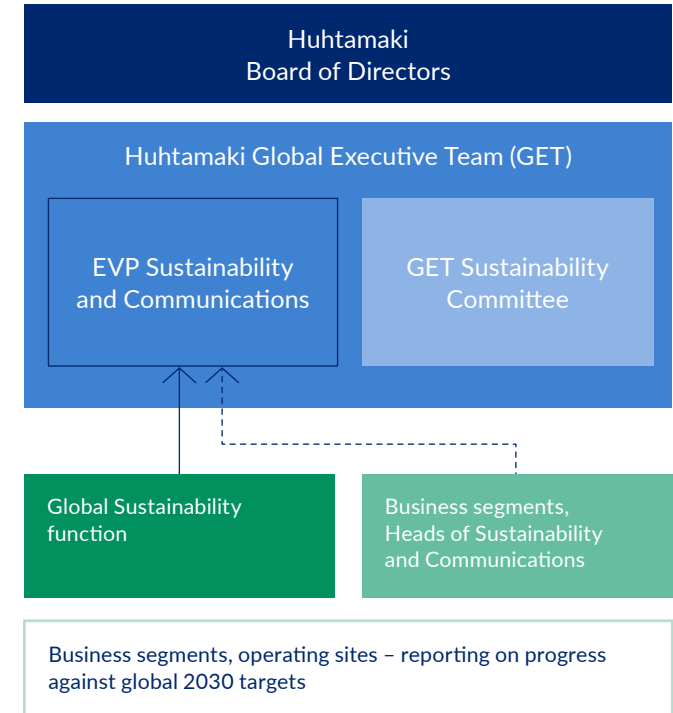 Huhtamaki
Board of Directors
Huhtamaki Global Executive Team (GET)
EVP Sustainability
and Communications
GET Sustainability
Committee
Global Sustainability
function
Business segments,
Heads of Sustainability
and Communications
Business segments, operating sites – reporting on progress
against global 2030 targets